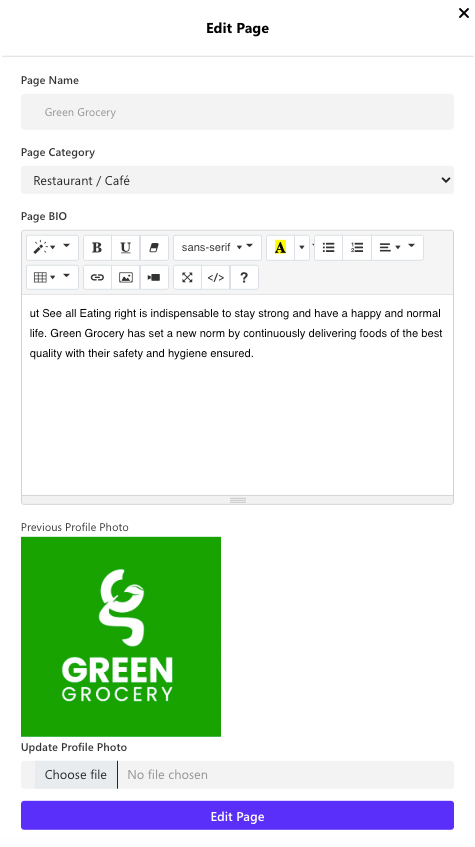 Edit Page
Page Name
Green Grocery
Page Category
Restaurant / Café
Page BIO
B U sans-serif A
</> ?
ut See all Eating right is indispensable to stay strong and have a happy and normal
life. Green Grocery has set a new norm by continuously delivering foods of the best
quality with their safety and hygiene ensured.
Previous Profile Photo
GREEN
GROCERY
Update Profile Photo
Choose file No file chosen
Edit Page